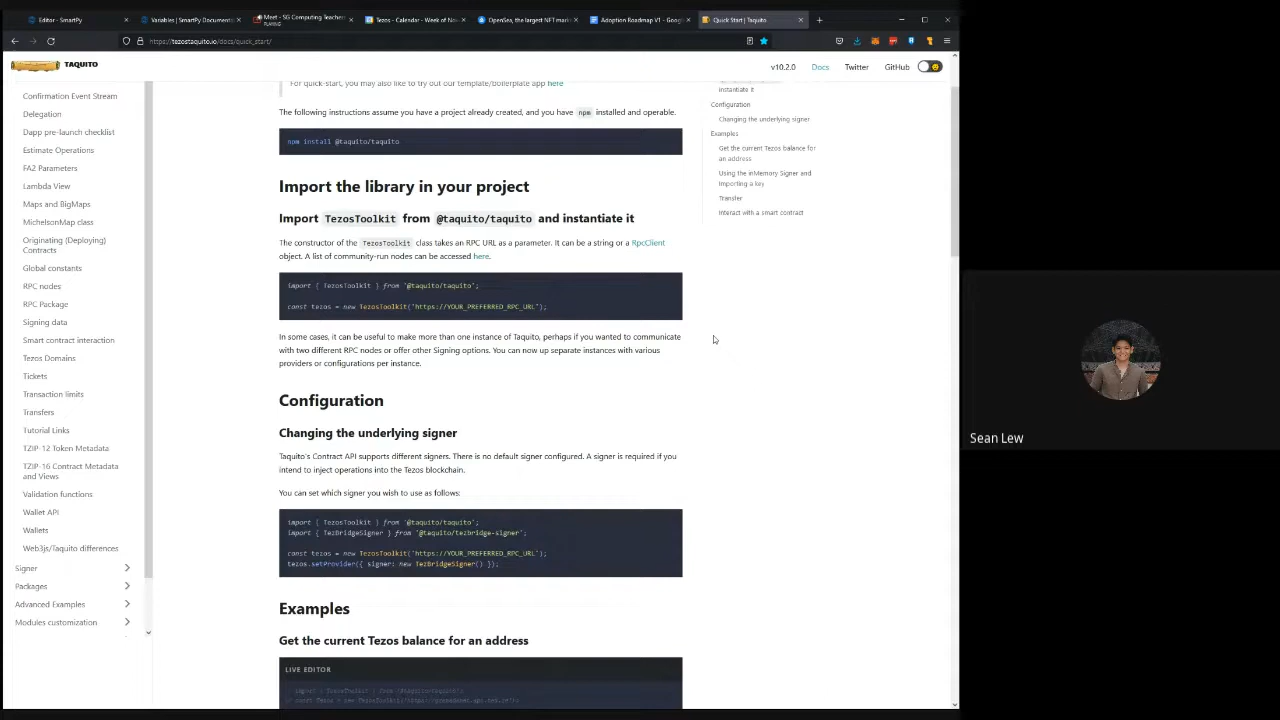 Editor - SmartPy
Variables | SmartPy Documenta
Meet - SG Computing Teachers
PLAYING
Tezos - Calendar - Week of Nov
OpenSea, the largest NFT mark
Adoption Roadmap V1 - Google
Quick Start | Taquito
https://tezostaquito.io/docs/quick_start/
TAQUITO
v10.2.0
Docs
Twitter
GitHub
Confirmation Event Stream
Delegation
Dapp pre-launch checklist
Estimate Operations
FA2 Parameters
Lambda View
Maps and BigMaps
MichelsonMap class
Originating (Deploying)
Contracts
Global constants
RPC nodes
RPC Package
Signing data
Smart contract interaction
Tezos Domains
Tickets
Transaction limits
Transfers
Tutorial Links
TZIP-12 Token Metadata
TZIP-16 Contract Metadata
and Views
Validation functions
Wallet API
Wallets
Web3js/Taquito differences
Signer
Packages
Advanced Examples
Modules customization
For quick-start, you may also like to try out our template/boilerplate app here
The following instructions assume you have a project already created, and you have npm installed and operable.
npm install @taquito/taquito
Import the library in your project
Import TezosToolkit from @taquito/taquito and instantiate it
The constructor of the TezosToolkit class takes an RPC URL as a parameter. It can be a string or a RpcClient
object. A list of community-run nodes can be accessed here.
import { TezosToolkit } from '@taquito/taquito';
const tezos = new TezosToolkit('https://YOUR_PREFERRED_RPC_URL');
In some cases, it can be useful to make more than one instance of Taquito, perhaps if you wanted to communicate
with two different RPC nodes or offer other Signing options. You can now up separate instances with various
providers or configurations per instance.
Configuration
Changing the underlying signer
Taquito's Contract API supports different signers. There is no default signer configured. A signer is required if you
intend to inject operations into the Tezos blockchain.
You can set which signer you wish to use as follows:
import { TezosToolkit } from '@taquito/taquito';
import { TezBridgeSigner } from '@taquito/tezbridge-signer';
const tezos = new TezosToolkit('https://YOUR_PREFERRED_RPC_URL');
tezos.setProvider({ signer: new TezBridgeSigner() });
Examples
Get the current Tezos balance for an address
LIVE EDITOR
instantiate it
Configuration
Changing the underlying signer
Examples
Get the current Tezos balance for
an address
Using the inMemory Signer and
Importing a key
Transfer
Interact with a smart contract
Sean Lew